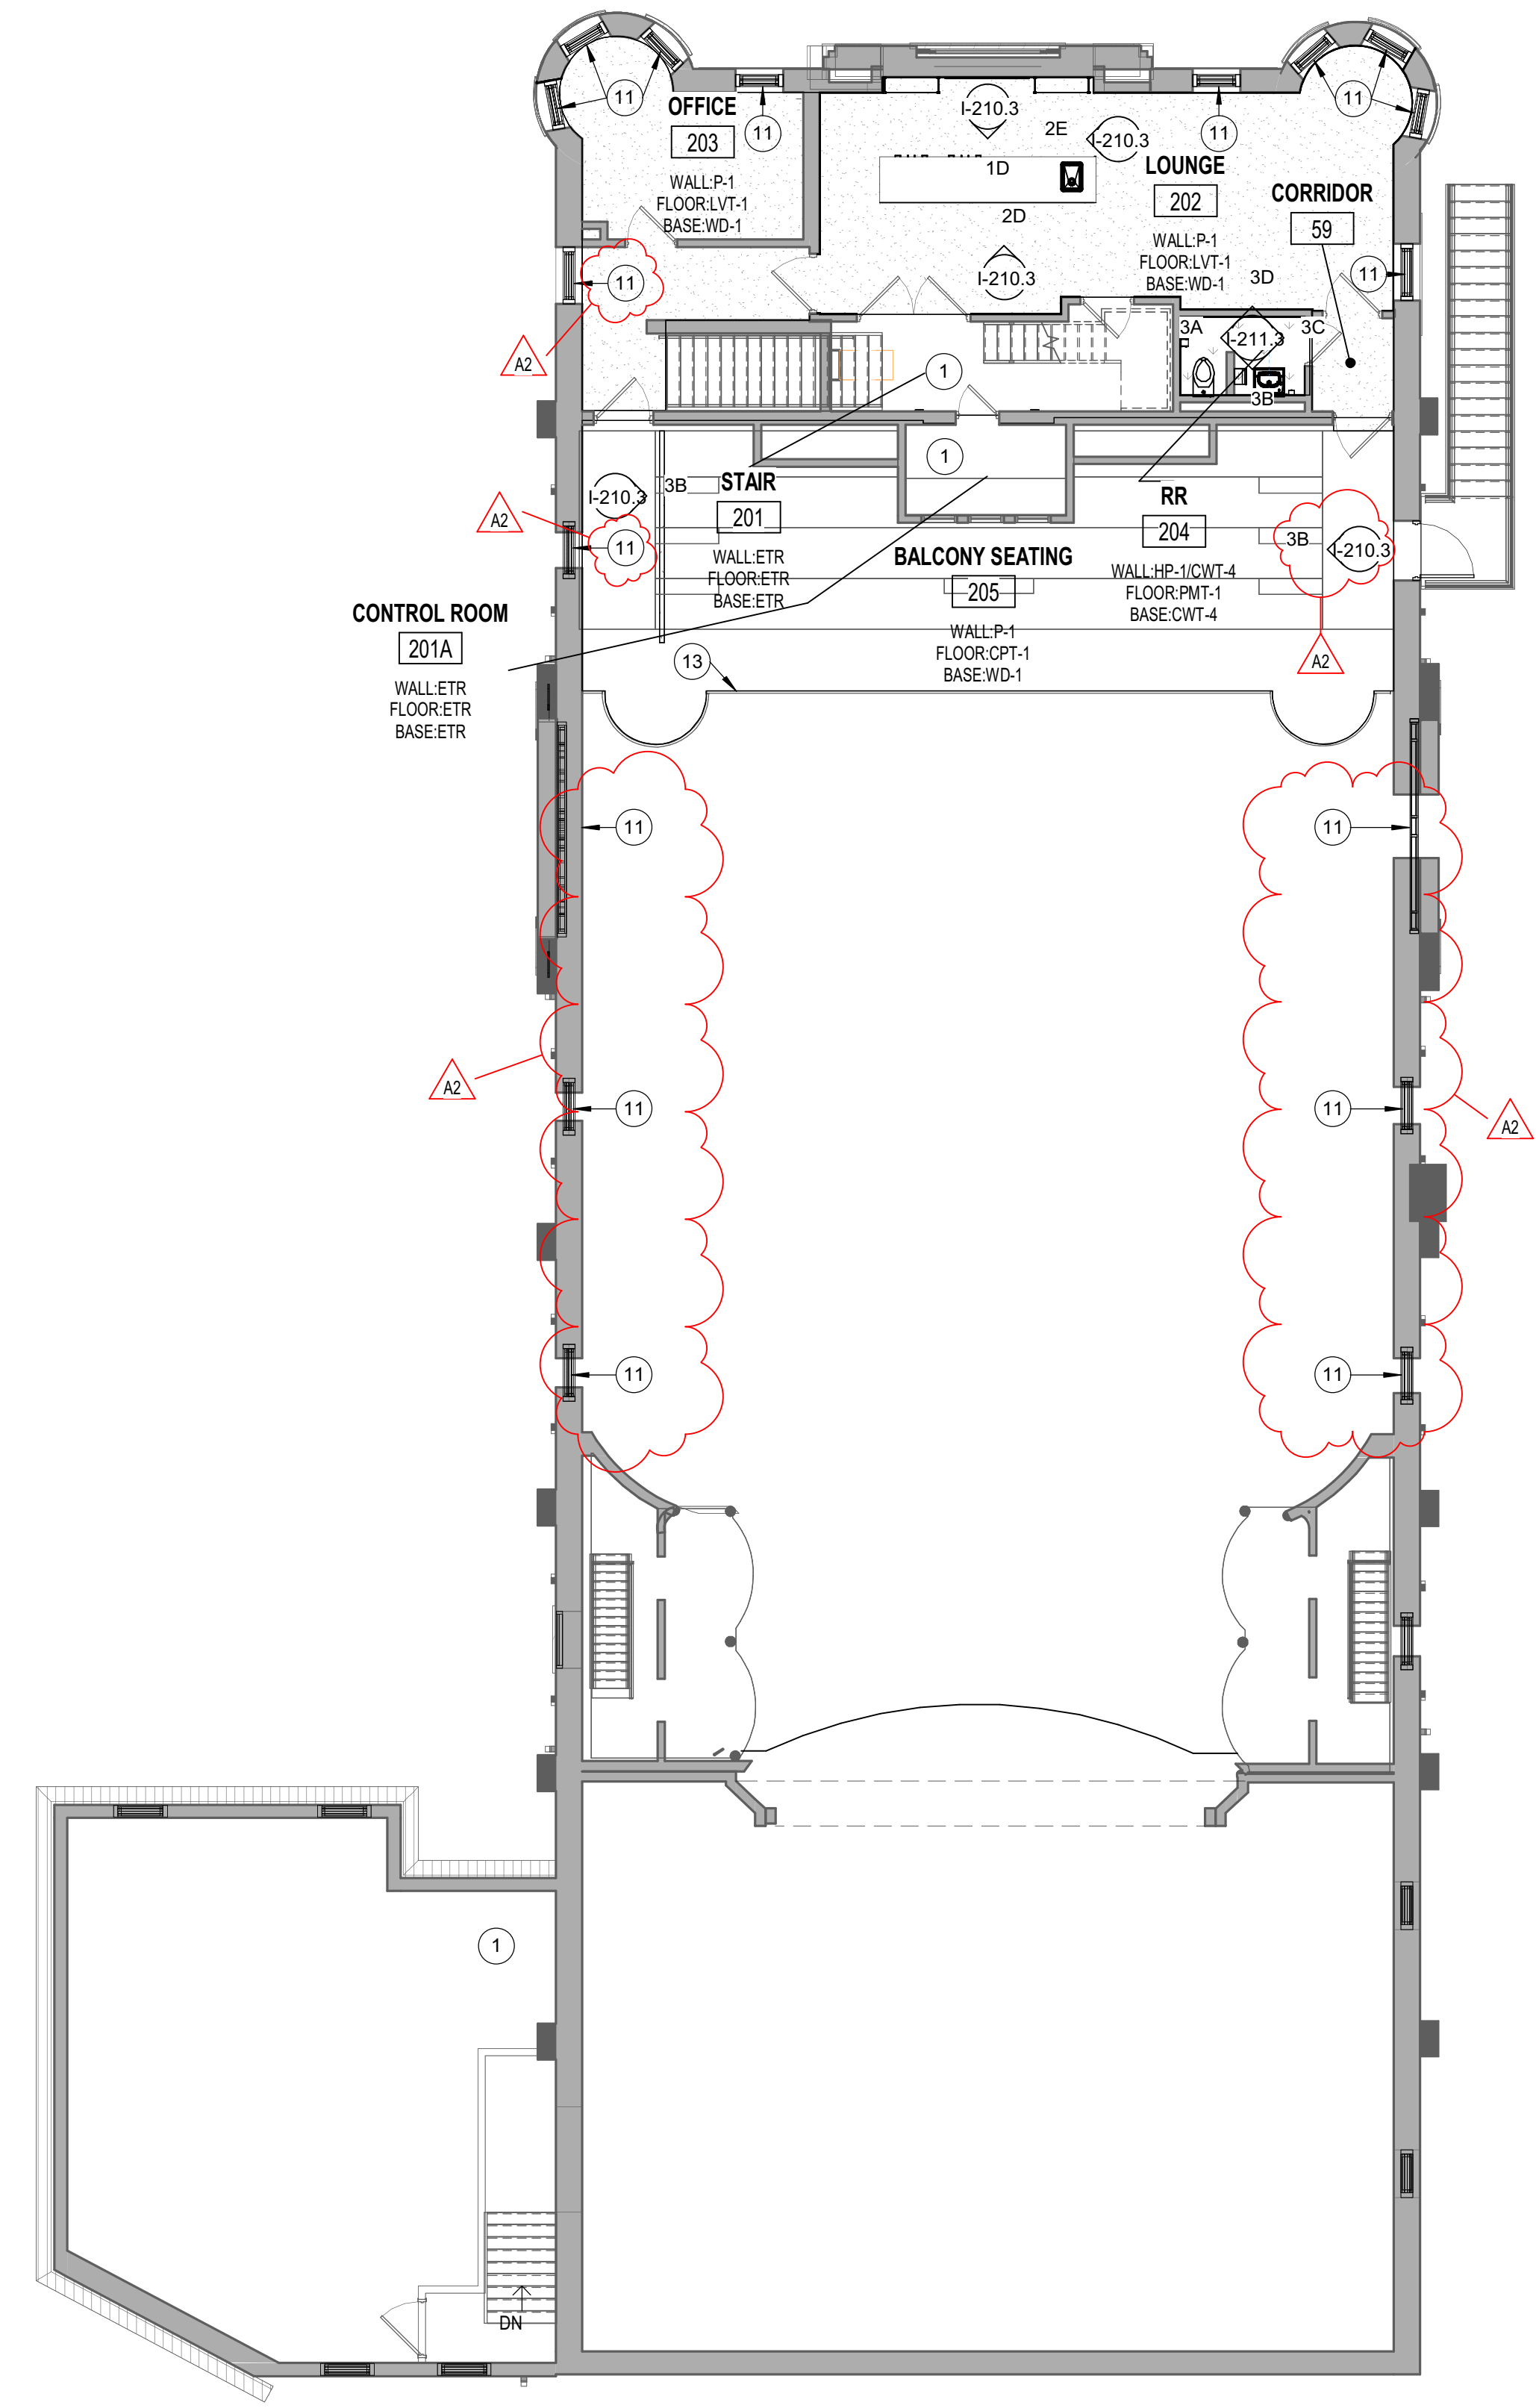 11
OFFICE
203
WALL:P-1
FLOOR:LVT-1
BASE:WD-1
11
I-210.3
2E
I-210.3
1D
2D
I-210.3
LOUNGE
202
WALL:P-1
FLOOR:LVT-1
BASE:WD-1
3D
11
11
CORRIDOR
59
11
11
A2
1
3A
I-211.3
3C
3B
1
I-210.3
3B
A2
11
STAIR
201
WALL:ETR
FLOOR:ETR
BASE:ETR
BALCONY SEATING
205
WALL:P-1
FLOOR:CPT-1
BASE:WD-1
RR
204
WALL:HP-1/CWT-4
FLOOR:PMT-1
BASE:CWT-4
3B
I-210.3
A2
CONTROL ROOM
201A
WALL:ETR
FLOOR:ETR
BASE:ETR
13
11
11
A2
11
11
A2
11
11
1
DN